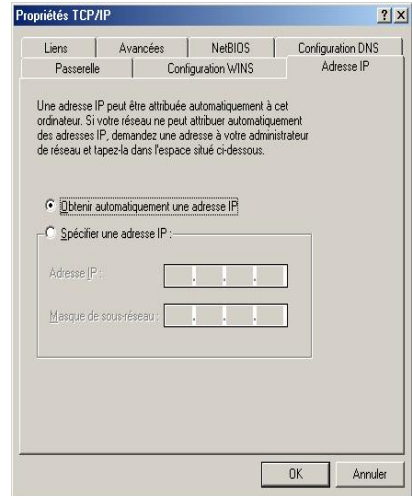 Propriétés TCP/IP
Liens Avancées NetBIOS Configuration DNS
Passerelle Configuration WINS Adresse IP
Une adresse IP peut être attribuée automatiquement à cet
ordinateur. Si votre réseau ne peut attribuer automatiquement
des adresses IP, demandez une adresse à votre administrateur
de réseau et tapez-la dans l'espace situé ci-dessous.
Obtenir automatiquement une adresse IP
Spécifier une adresse IP :
Adresse IP :
Masque de sous-réseau :
OK Annuler